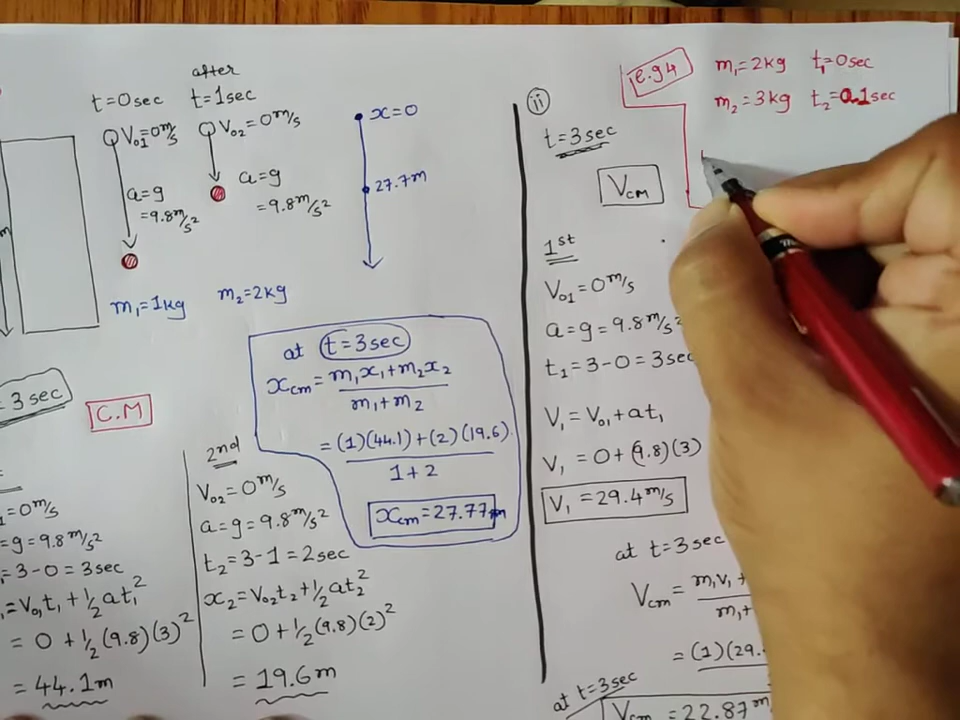 after
t=0sec t=1sec
V₀₁=0m/s V₀₂=0m/s
a=g
=9.8m/s²
a=g
=9.8m/s²
m₁=1kg m₂=2kg
x=0
27.7m
= 3sec
C.M
=0m/s
=g=9.8m/s²
=3-0=3sec
=V₀₁t₁+½at₁²
=0+½(9.8)(3)²
=44.1m
2nd
V₀₂=0m/s
a=g=9.8m/s²
t₂=3-1=2sec
x₂=V₀₂t₂+½at₂²
=0+½(9.8)(2)²
=19.6m
at t=3sec
xcm=m₁x₁+m₂x₂
m₁+m₂
=(1)(44.1)+(2)(19.6)
1+2
xcm=27.77m
ii
t=3sec
Vcm
1st
V₀₁=0m/s
a=g=9.8m/s²
t₁=3-0=3sec
V₁=V₀₁+at₁
V₁=0+(9.8)(3)
V₁=29.4m/s
at t=3sec
Vcm=m₁v₁+
m₁+
=(1)(29.
at t=3sec
Vcm=22.87m
e.g4
m₁=2kg t₁=0sec
m₂=3kg t₂=0.1sec